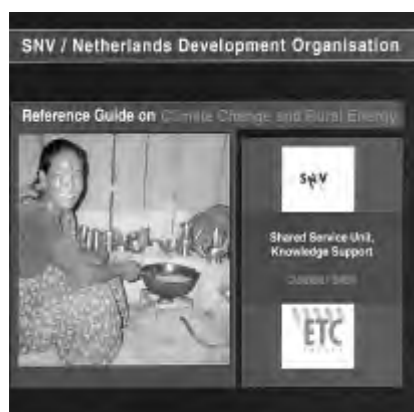 SNV / Netherlands Development Organisation
Reference Guide on Climate Change and Rural Energy
SNV
Shared Service Unit,
Knowledge Support
ETC